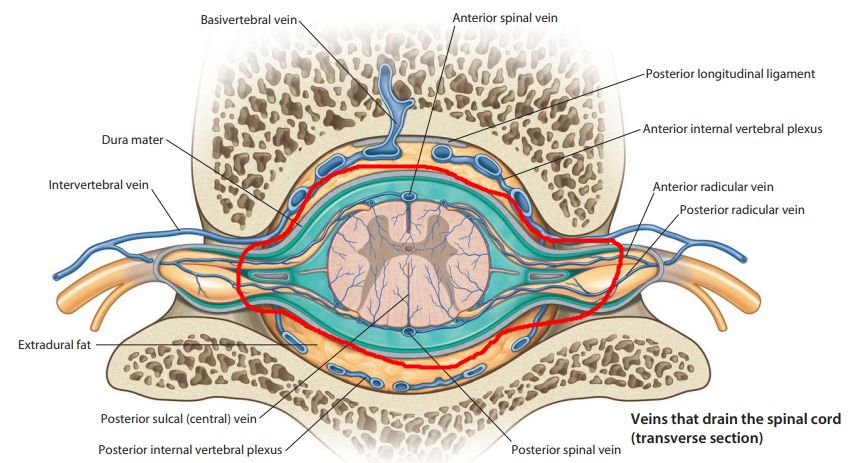 Basivertebral vein
Anterior spinal vein
Posterior longitudinal ligament
Anterior internal vertebral plexus
Dura mater
Intervertebral vein
Anterior radicular vein
Posterior radicular vein
Extradural fat
Posterior sulcal (central) vein
Posterior internal vertebral plexus
Posterior spinal vein
Veins that drain the spinal cord
(transverse section)